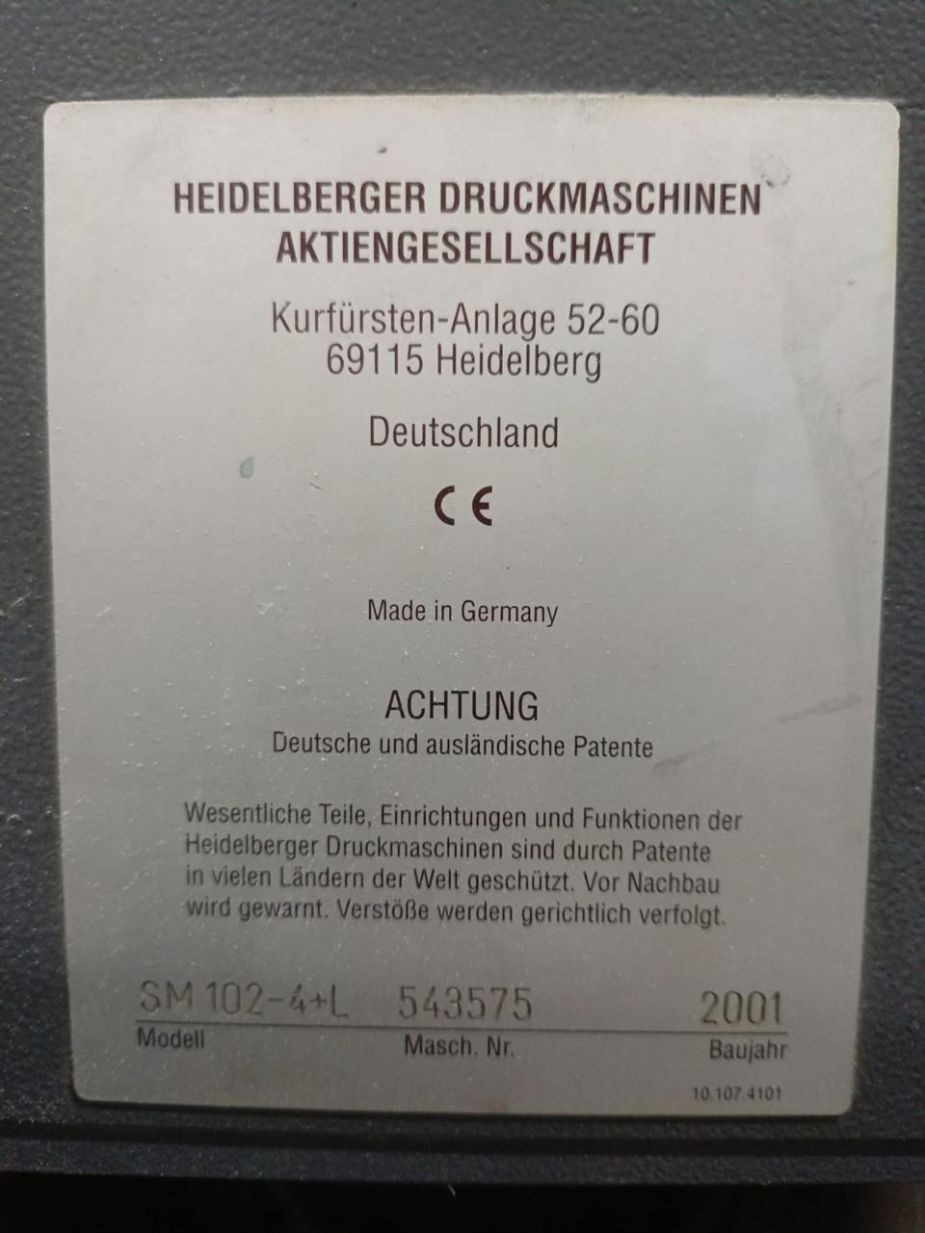 HEIDELBERGER DRUCKMASCHINEN
AKTIENGESELLSCHAFT
Kurfürsten-Anlage 52-60
69115 Heidelberg
Deutschland
CE
Made in Germany
ACHTUNG
Deutsche und ausländische Patente
Wesentliche Teile, Einrichtungen und Funktionen der
Heidelberger Druckmaschinen sind durch Patente
in vielen Ländern der Welt geschützt. Vor Nachbau
wird gewarnt. Verstöße werden gerichtlich verfolgt.
SM 102-4+L 543575 2001
Modell Masch. Nr. Baujahr
10.107.4101